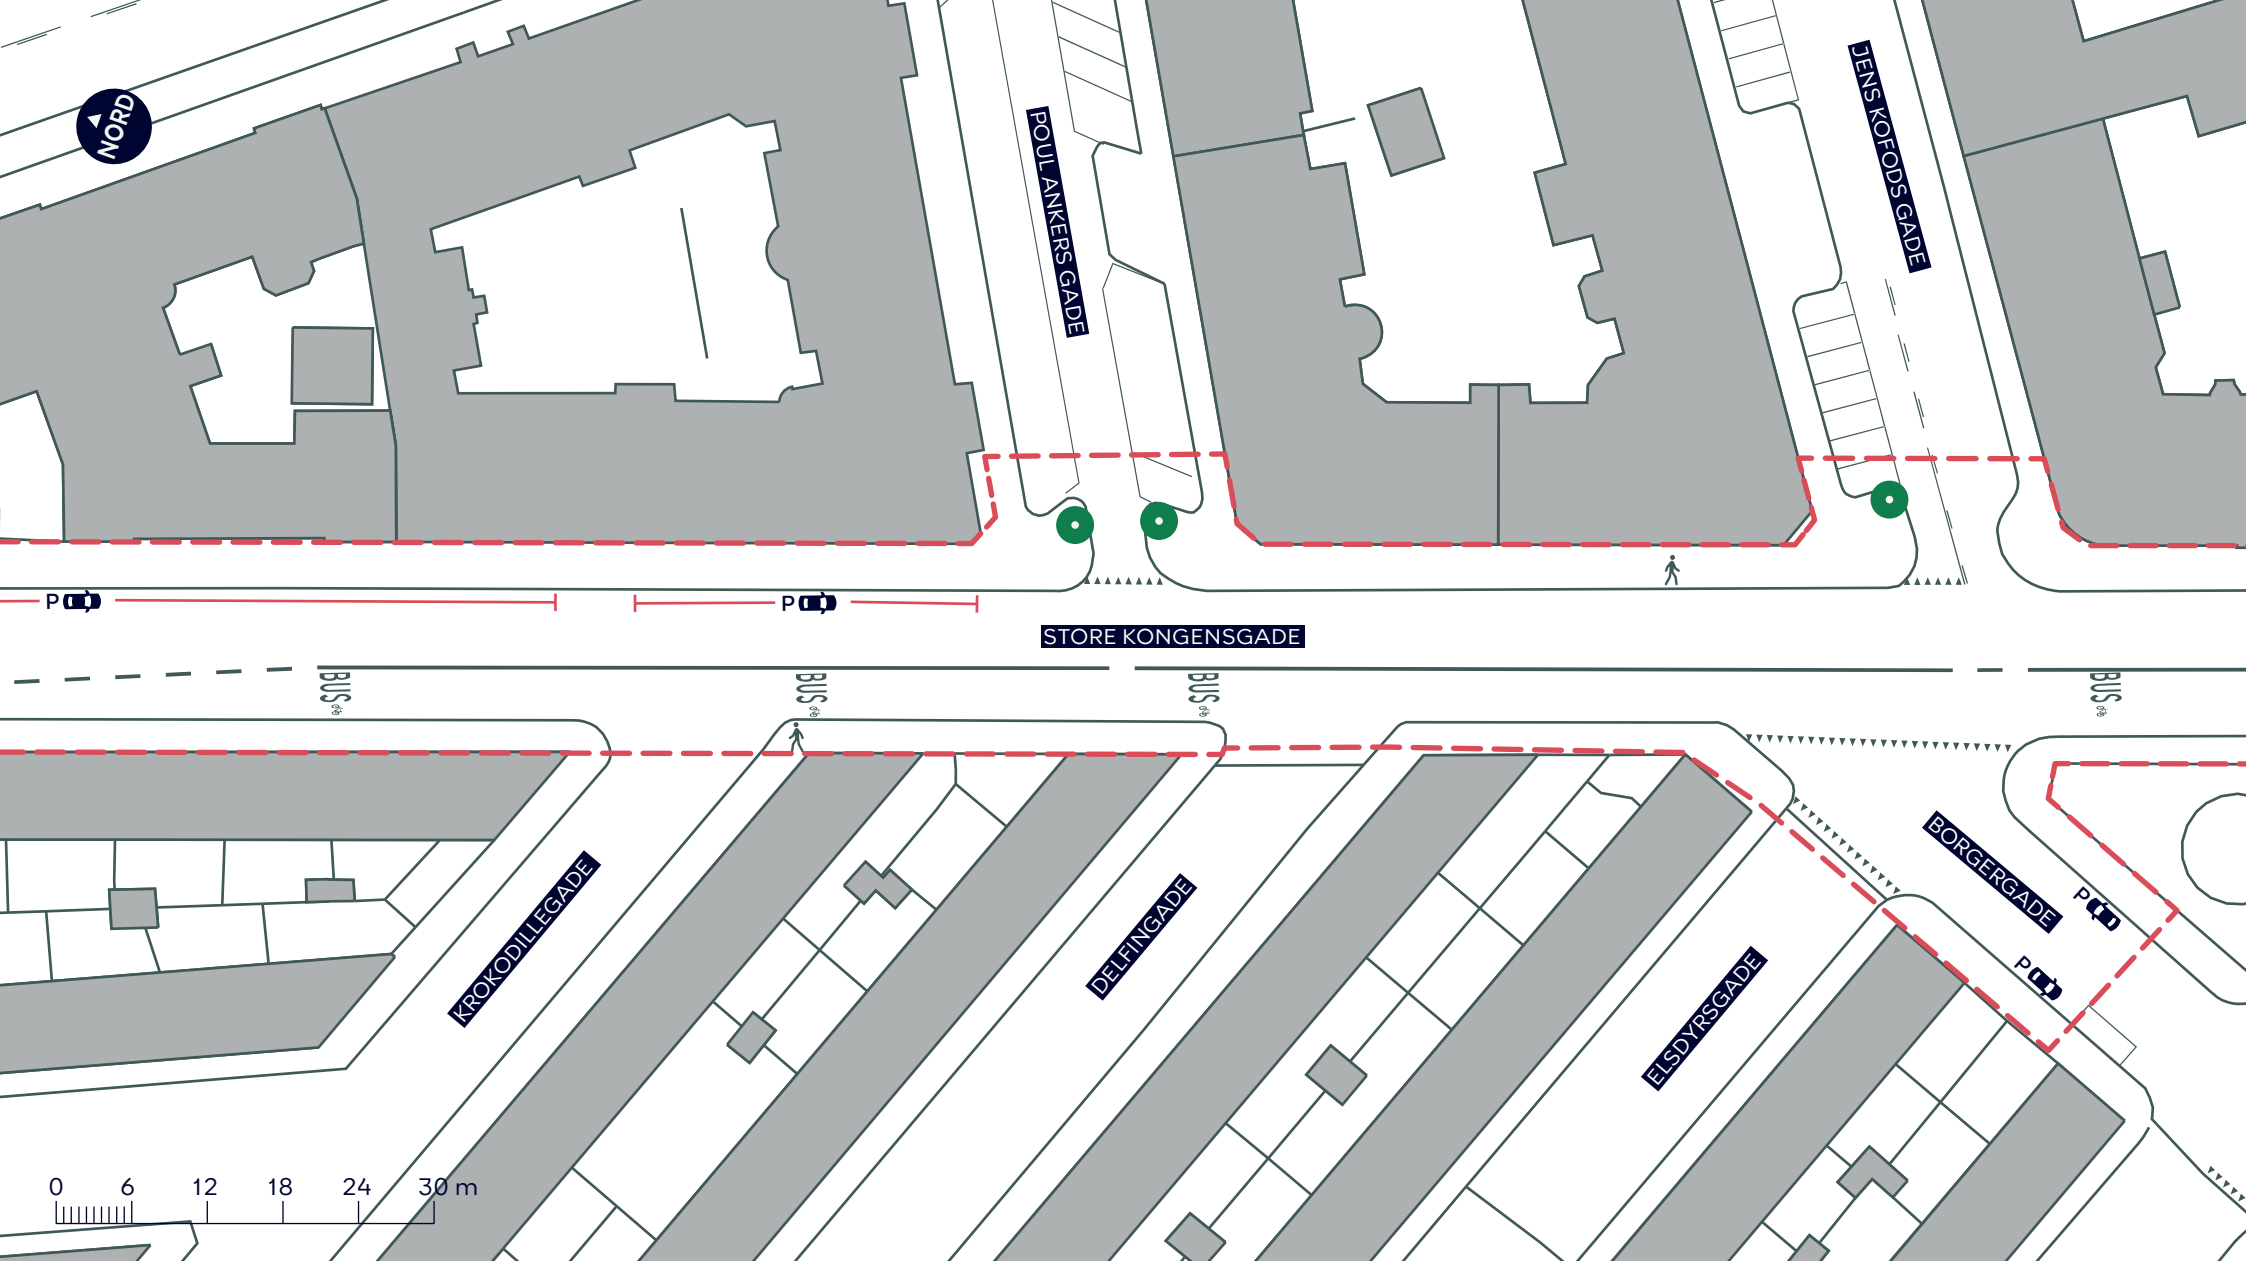 NORD
POUL ANKERS GADE
JENS KOFODS GADE
P
P
STORE KONGENSGADE
BUS
BUS
BUS
BUS
KROKODILLEGADE
DELFINGADE
ELSDYRSGADE
BORGERGADE
P
P
0 6 12 18 24 30 m